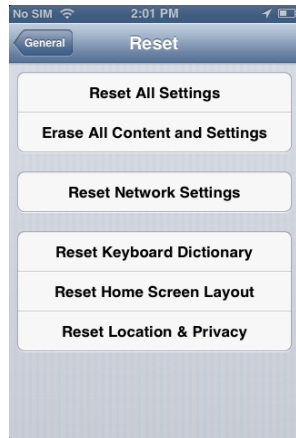 No SIM 2:01 PM
General Reset
Reset All Settings
Erase All Content and Settings
Reset Network Settings
Reset Keyboard Dictionary
Reset Home Screen Layout
Reset Location & Privacy